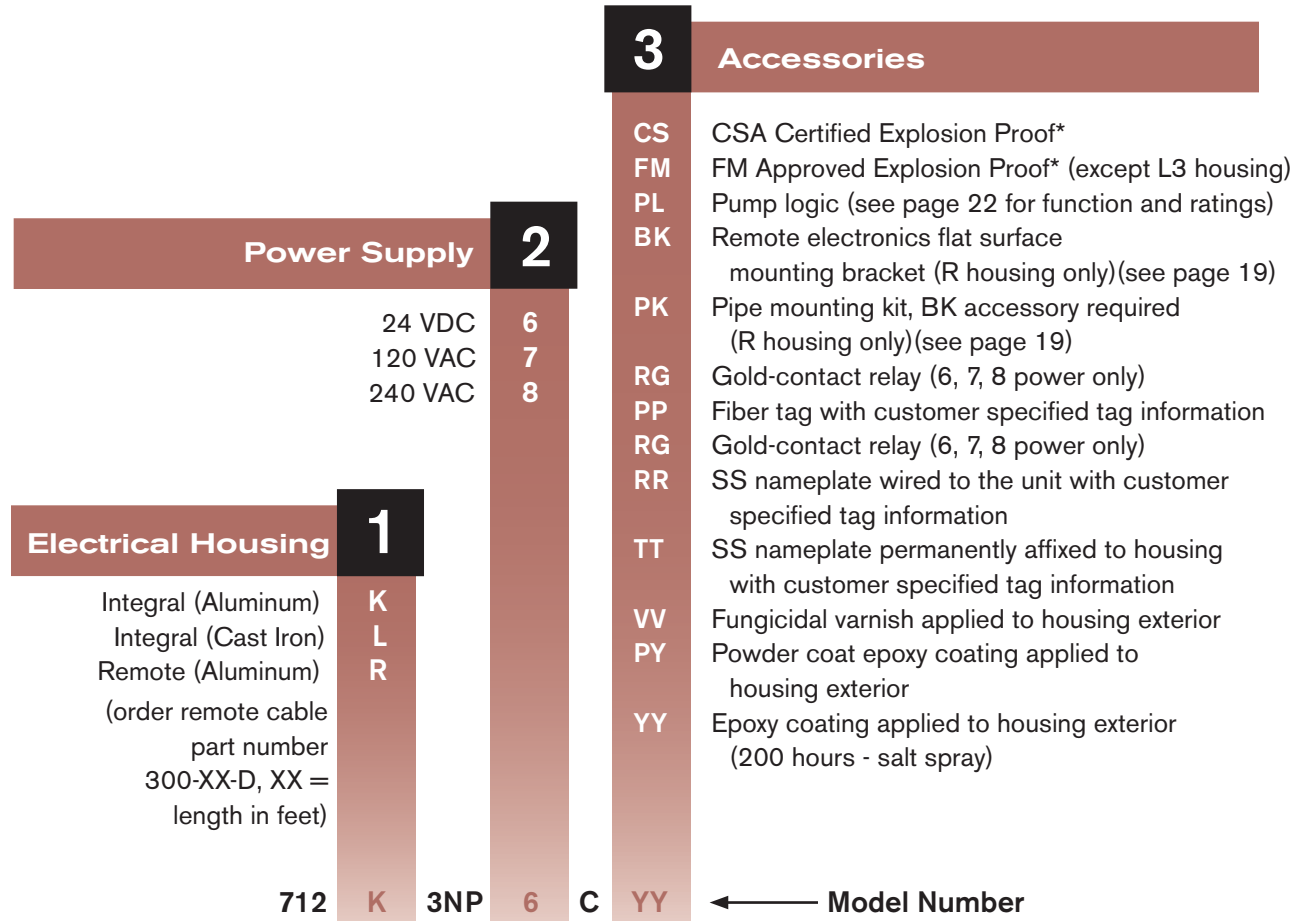 3 Accessories
CS CSA Certified Explosion Proof*
FM FM Approved Explosion Proof* (except L3 housing)
PL Pump logic (see page 22 for function and ratings)
BK Remote electronics flat surface
mounting bracket (R housing only)(see page 19)
PK Pipe mounting kit, BK accessory required
(R housing only)(see page 19)
RG Gold-contact relay (6, 7, 8 power only)
PP Fiber tag with customer specified tag information
RG Gold-contact relay (6, 7, 8 power only)
RR SS nameplate wired to the unit with customer
specified tag information
TT SS nameplate permanently affixed to housing
with customer specified tag information
VV Fungicidal varnish applied to housing exterior
PY Powder coat epoxy coating applied to
housing exterior
YY Epoxy coating applied to housing exterior
(200 hours - salt spray)
Power Supply 2
24 VDC 6
120 VAC 7
240 VAC 8
Electrical Housing 1
Integral (Aluminum) K
Integral (Cast Iron) L
Remote (Aluminum) R
(order remote cable
part number
300-XX-D, XX =
length in feet)
712 K 3NP 6 C YY Model Number